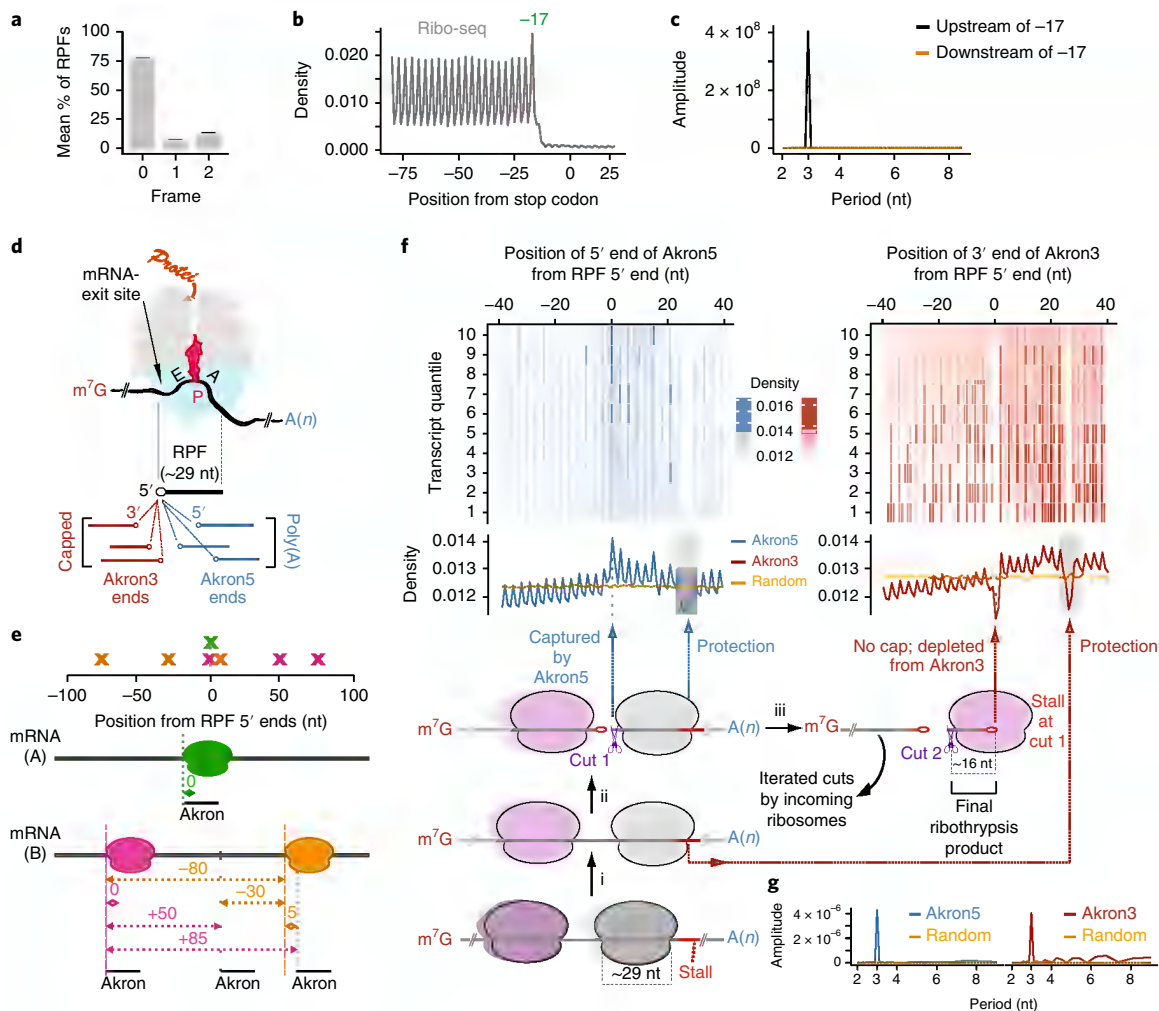 a
100
75
50
25
0
Mean % of RPFs
0 1 2
Frame
b
Ribo-seq
-17
0.020
0.010
0.000
Density
−75 −50 −25 0 25
Position from stop codon
c
4 × 10⁸
2 × 10⁸
0
Amplitude
Upstream of −17
Downstream of −17
2 3 4 6 8
Period (nt)
d
Protei
mRNA-
exit site
E
P
A
m⁷G
A(n)
RPF
(~29 nt)
5′
3′
5′
Capped
Poly(A)
Akron3
ends
Akron5
ends
e
−100 −50 0 50 100
Position from RPF 5′ ends (nt)
mRNA
(A)
0
Akron
mRNA
(B)
−80
0
−30
+50
5
+85
Akron
Akron
Akron
f
Position of 5′ end of Akron5
from RPF 5′ end (nt)
−40 −20 0 20 40
Position of 3′ end of Akron3
from RPF 5′ end (nt)
−40 −20 0 20 40
Transcript quantile
10
9
8
7
6
5
4
3
2
1
Density
0.016
0.014
0.012
10
9
8
7
6
5
4
3
2
1
Density
0.014
0.013
0.012
Akron5
Akron3
Random
0.014
0.013
0.012
Captured
by
Akron5
Protection
No cap; depleted
from Akron3
Protection
m⁷G
Cut 1
A(n)
iii
m⁷G
Cut 2
~16 nt
Stall
at
cut 1
Iterated cuts
by incoming
ribosomes
Final
ribothrypsis
product
ii
m⁷G
A(n)
i
m⁷G
A(n)
~29 nt
Stall
g
4 × 10⁻⁶
2 × 10⁻⁶
0
Amplitude
Akron5
Random
Akron3
Random
2 3 4 6 8
2 3 4 6 8
Period (nt)